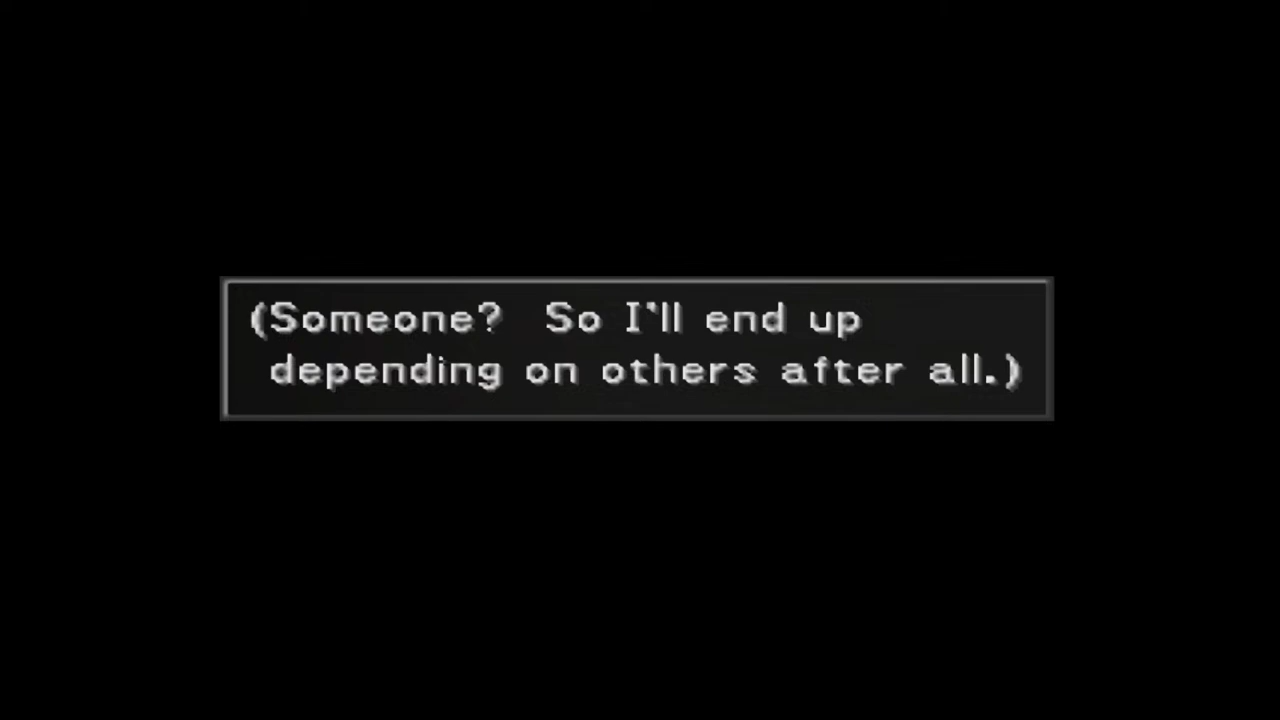 (Someone?  So I'll end up
depending on others after all.)